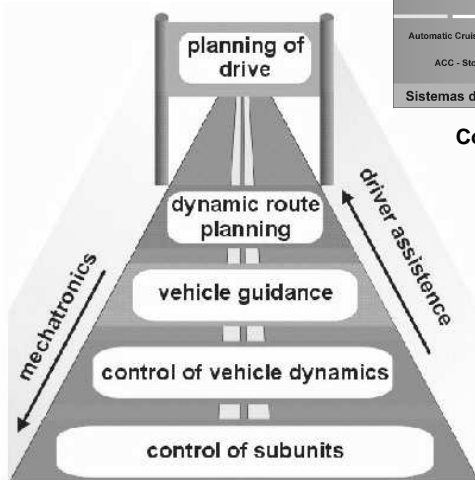 planning of
drive
Automatic Cruis
ACC - Sto
Sistemas d
Co
dynamic route
planning
driver assistence
mechatronics
vehicle guidance
control of vehicle dynamics
control of subunits